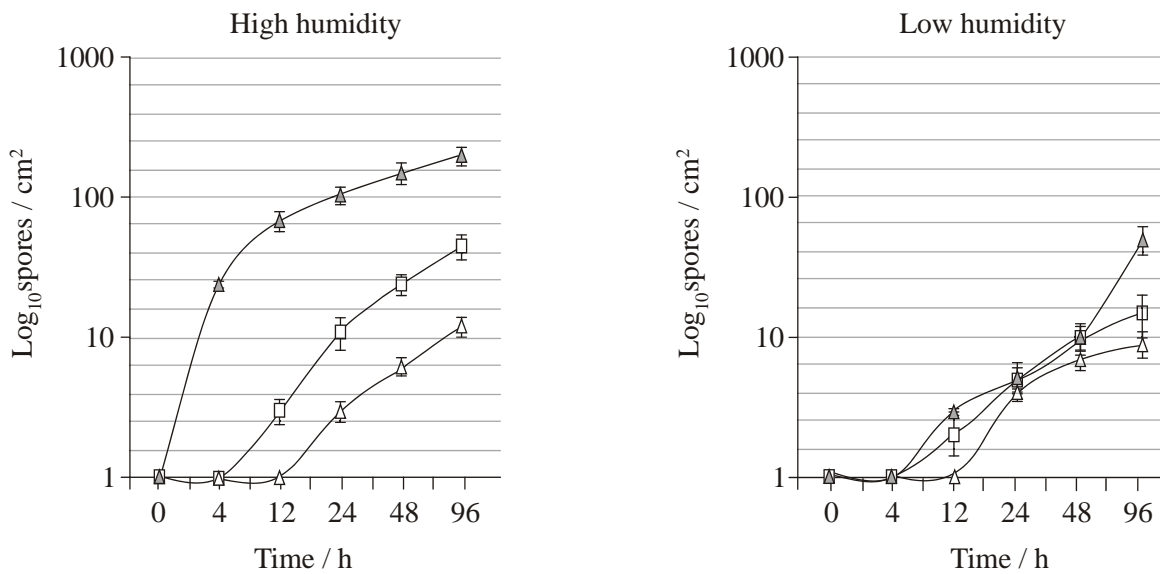 High humidity
1000
100
10
1
Log₁₀spores / cm²
0 4 12 24 48 96
Time / h
Low humidity
1000
100
10
1
Log₁₀spores / cm²
0 4 12 24 48 96
Time / h